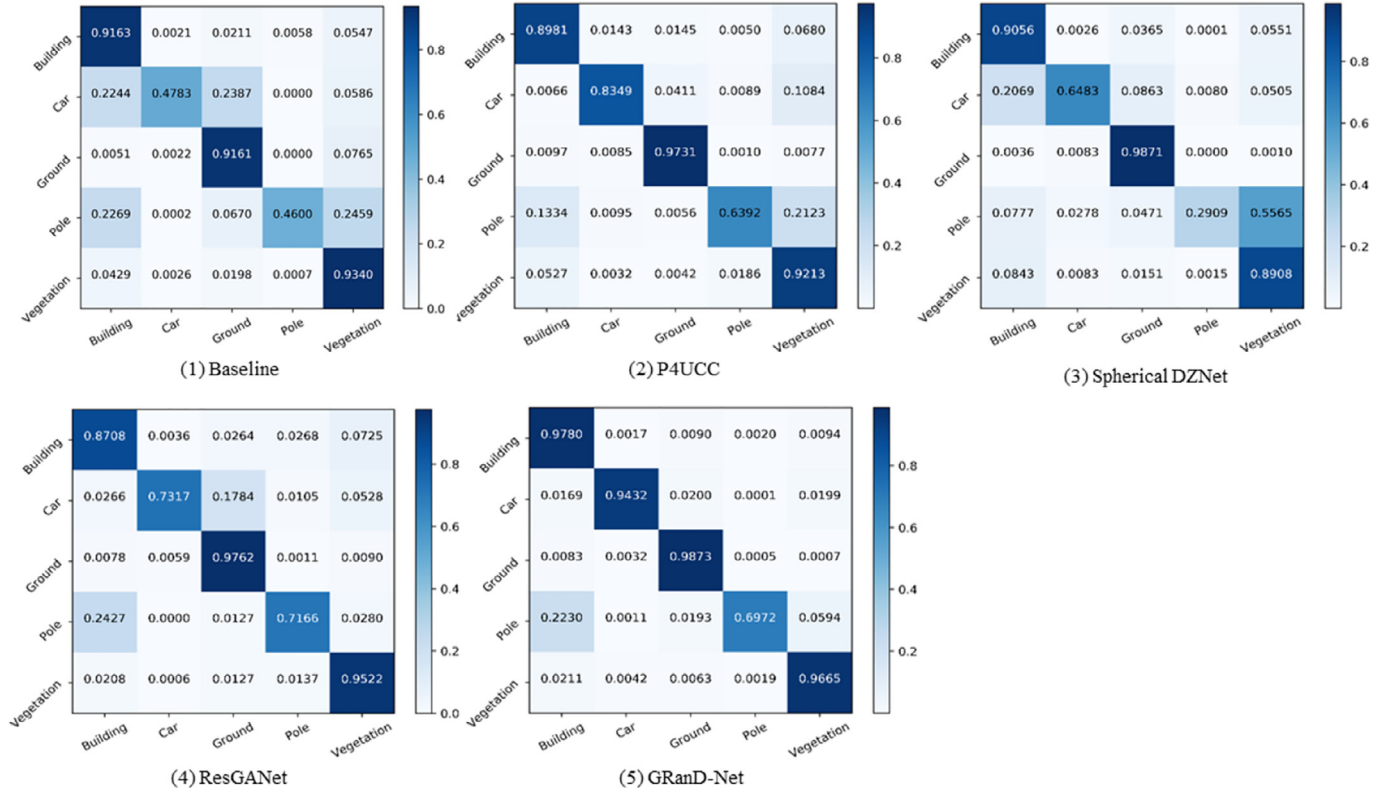 Building 0.9163 0.0021 0.0211 0.0058 0.0547
Car 0.2244 0.4783 0.2387 0.0000 0.0586
Ground 0.0051 0.0022 0.9161 0.0000 0.0765
Pole 0.2269 0.0002 0.0670 0.4600 0.2459
Vegetation 0.0429 0.0026 0.0198 0.0007 0.9340
Building Car Ground Pole Vegetation
0.8
0.6
0.4
0.2
0.0
(1) Baseline
Building 0.8981 0.0143 0.0145 0.0050 0.0680
Car 0.0066 0.8349 0.0411 0.0089 0.1084
Ground 0.0097 0.0085 0.9731 0.0010 0.0077
Pole 0.1334 0.0095 0.0056 0.6392 0.2123
Vegetation 0.0527 0.0032 0.0042 0.0186 0.9213
Building Car Ground Pole Vegetation
0.8
0.6
0.4
0.2
(2) P4UCC
Building 0.9056 0.0026 0.0365 0.0001 0.0551
Car 0.2069 0.6483 0.0863 0.0080 0.0505
Ground 0.0036 0.0083 0.9871 0.0000 0.0010
Pole 0.0777 0.0278 0.0471 0.2909 0.5565
Vegetation 0.0843 0.0083 0.0151 0.0015 0.8908
Building Car Ground Pole Vegetation
0.8
0.6
0.4
0.2
(3) Spherical DZNet
Building 0.8708 0.0036 0.0264 0.0268 0.0725
Car 0.0266 0.7317 0.1784 0.0105 0.0528
Ground 0.0078 0.0059 0.9762 0.0011 0.0090
Pole 0.2427 0.0000 0.0127 0.7166 0.0280
Vegetation 0.0208 0.0006 0.0127 0.0137 0.9522
Building Car Ground Pole Vegetation
0.8
0.6
0.4
0.2
0.0
(4) ResGANet
Building 0.9780 0.0017 0.0090 0.0020 0.0094
Car 0.0169 0.9432 0.0200 0.0001 0.0199
Ground 0.0083 0.0032 0.9873 0.0005 0.0007
Pole 0.2230 0.0011 0.0193 0.6972 0.0594
Vegetation 0.0211 0.0042 0.0063 0.0019 0.9665
Building Car Ground Pole Vegetation
0.8
0.6
0.4
0.2
(5) GRanD-Net